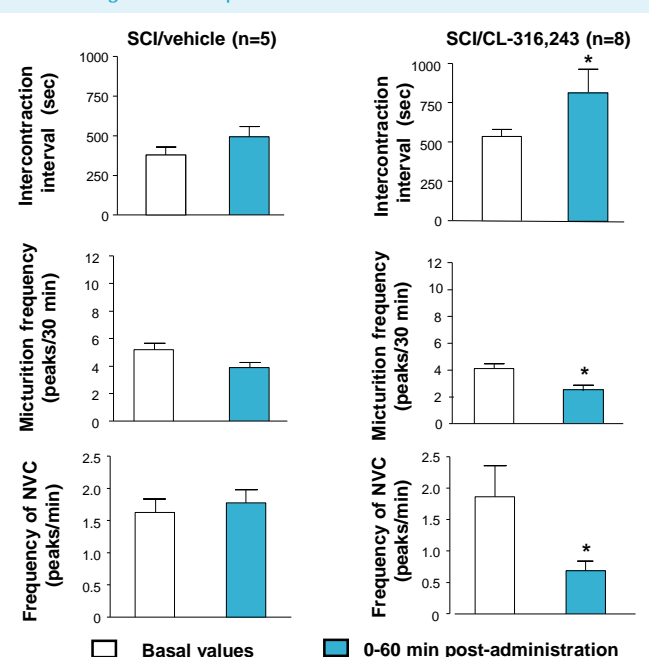 SCI/vehicle (n=5)
Intercontraction
interval (sec)
1000
750
500
250
0
SCI/CL-316,243 (n=8)
Intercontraction
interval (sec)
1000
750
500
250
0
*
Micturition frequency
(peaks/30 min)
12
10
8
6
4
2
0
Micturition frequency
(peaks/30 min)
12
10
8
6
4
2
0
*
Frequency of NVC
(peaks/min)
2.5
2.0
1.5
1.0
0.5
0
Frequency of NVC
(peaks/min)
2.5
2.0
1.5
1.0
0.5
0
*
Basal values
0-60 min post-administration